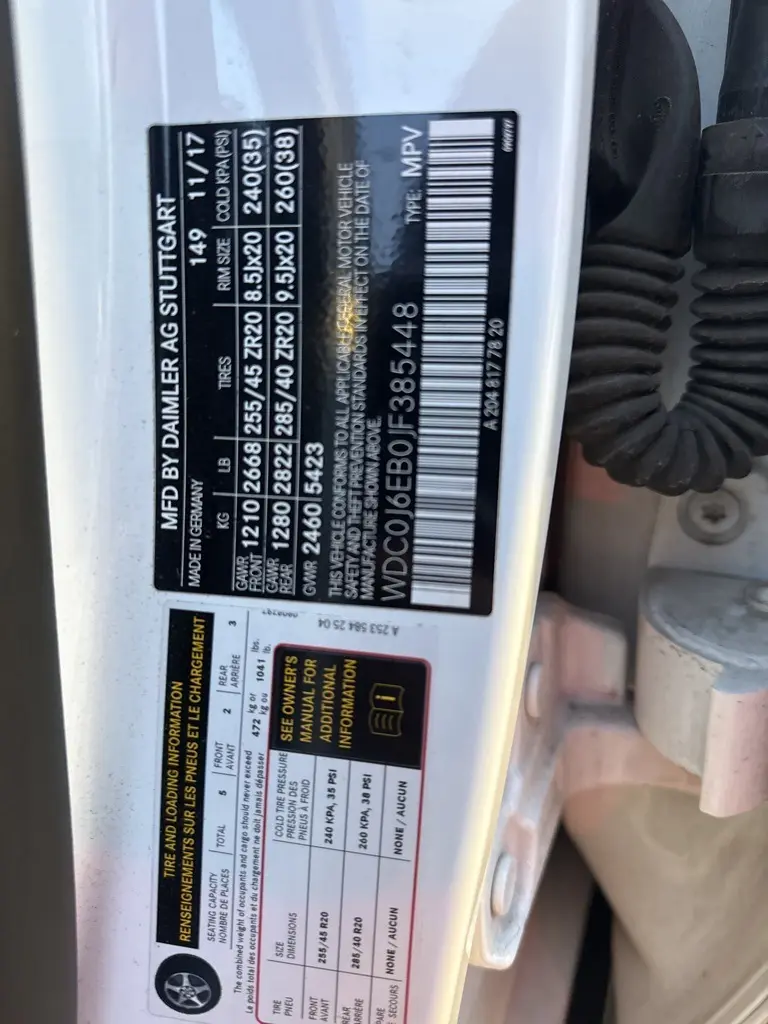 MFD BY DAIMLER AG STUTTGART
MADE IN GERMANY 149 11/17
KG LB TIRES RIM SIZE COLD KPA(PSI)
GAWR FRONT 1210 2668 255/45 ZR20 8.5Jx20 240(35)
GAWR REAR 1280 2822 285/40 ZR20 9.5Jx20 260(38)
GVWR 2460 5423
THIS VEHICLE CONFORMS TO ALL APPLICABLE FEDERAL MOTOR VEHICLE
SAFETY AND THEFT PREVENTION STANDARDS IN EFFECT ON THE DATE OF
MANUFACTURE SHOWN ABOVE.
WDC0J6EB0JF385448 TYPE: MPV
A 204 817 78 20
A 253 584 25 04
TIRE AND LOADING INFORMATION
RENSEIGNEMENTS SUR LES PNEUS ET LE CHARGEMENT
SEATING CAPACITY
NOMBRE DE PLACES
TOTAL 5
FRONT
AVANT
2
REAR
ARRIÈRE
3
The combined weight of occupants and cargo should never exceed
Le poids total des occupants et du chargement ne doit jamais dépasser
472 kg or 1041 lbs.
kg ou lb.
TIRE
PNEU
SIZE
DIMENSIONS
COLD TIRE PRESSURE
PRESSION DES
PNEUS À FROID
FRONT
AVANT
255/45 R20
240 KPA, 35 PSI
REAR
ARRIÈRE
285/40 R20
260 KPA, 38 PSI
PARE
SECOURS
NONE / AUCUN
NONE / AUCUN
SEE OWNER'S
MANUAL FOR
ADDITIONAL
INFORMATION